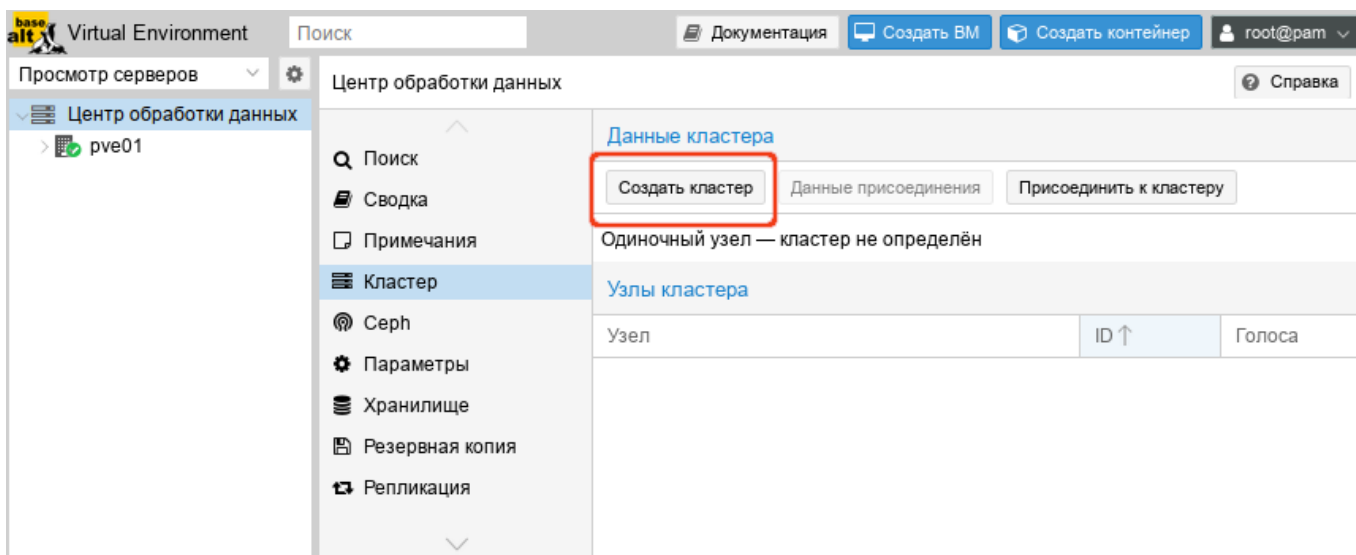 base alt Virtual Environment Поиск Документация Создать ВМ Создать контейнер root@pam
Просмотр серверов
Центр обработки данных
pve01
Центр обработки данных Справка
Поиск
Сводка
Примечания
Кластер
Ceph
Параметры
Хранилище
Резервная копия
Репликация
Данные кластера
Создать кластер Данные присоединения Присоединить к кластеру
Одиночный узел — кластер не определён
Узлы кластера
Узел ID ↑ Голоса